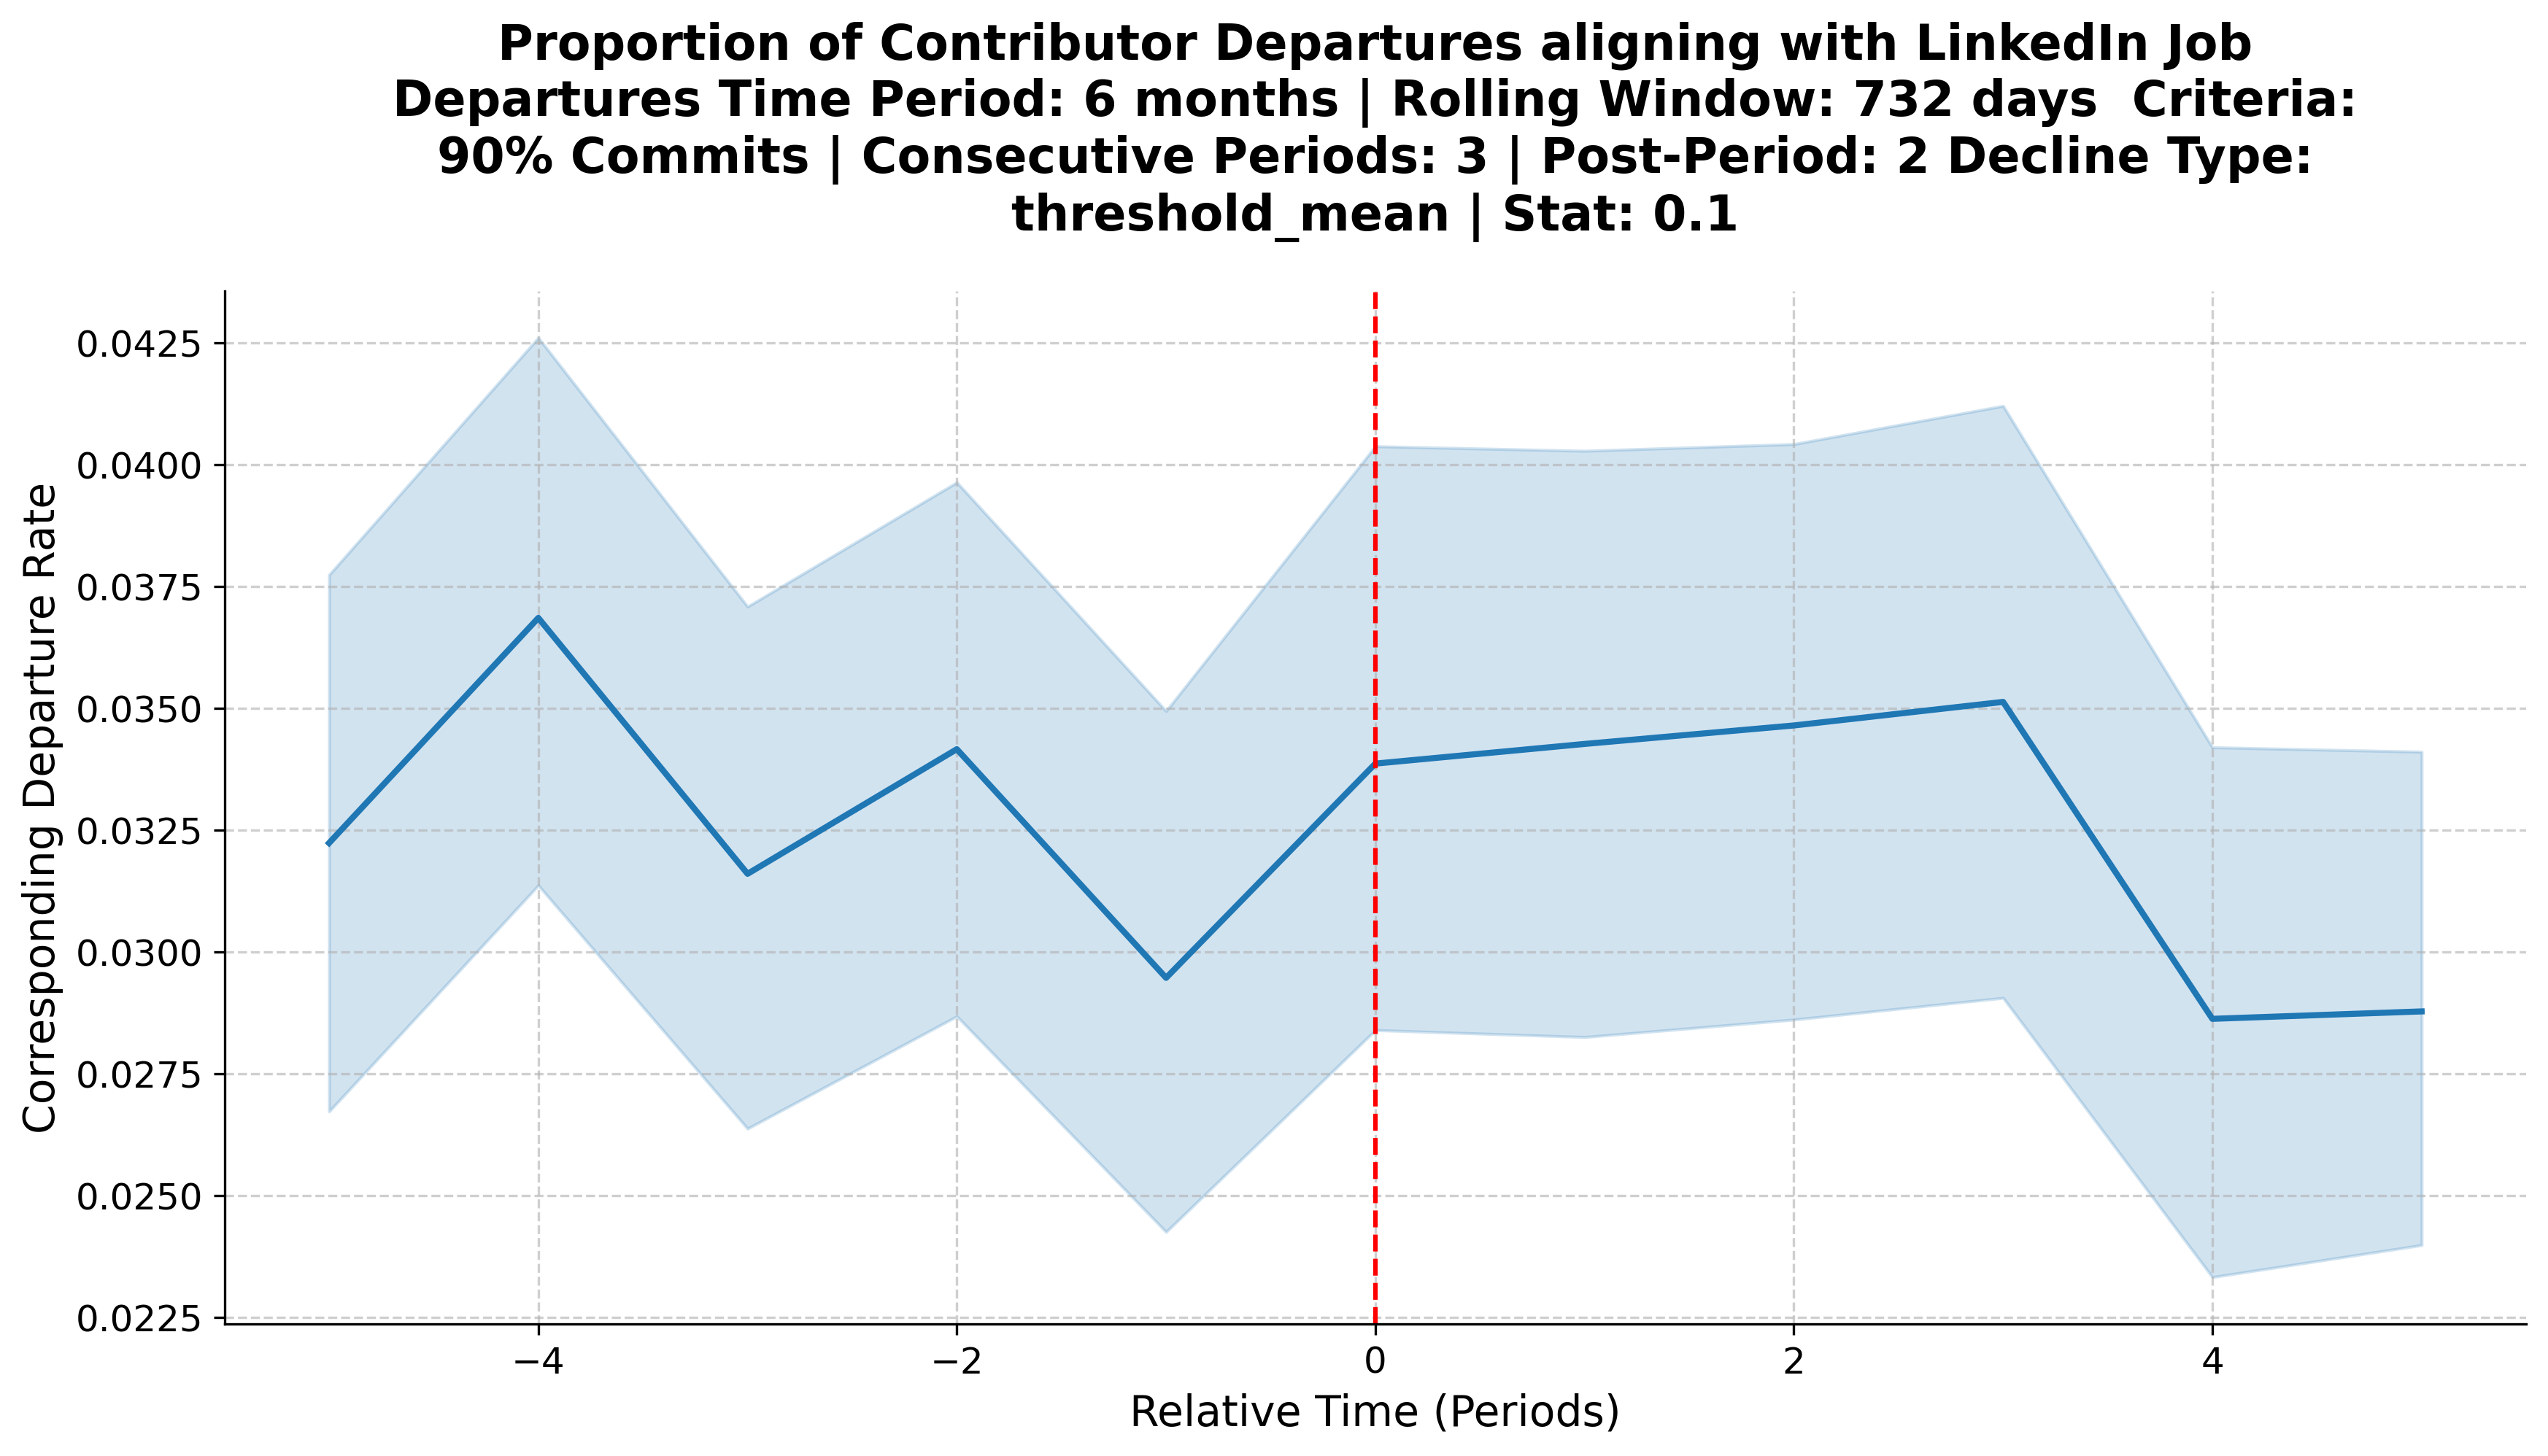 Proportion of Contributor Departures aligning with LinkedIn Job
Departures Time Period: 6 months | Rolling Window: 732 days  Criteria:
90% Commits | Consecutive Periods: 3 | Post-Period: 2 Decline Type:
threshold_mean | Stat: 0.1
Corresponding Departure Rate
0.0425
0.0400
0.0375
0.0350
0.0325
0.0300
0.0275
0.0250
0.0225
−4
−2
0
2
4
Relative Time (Periods)